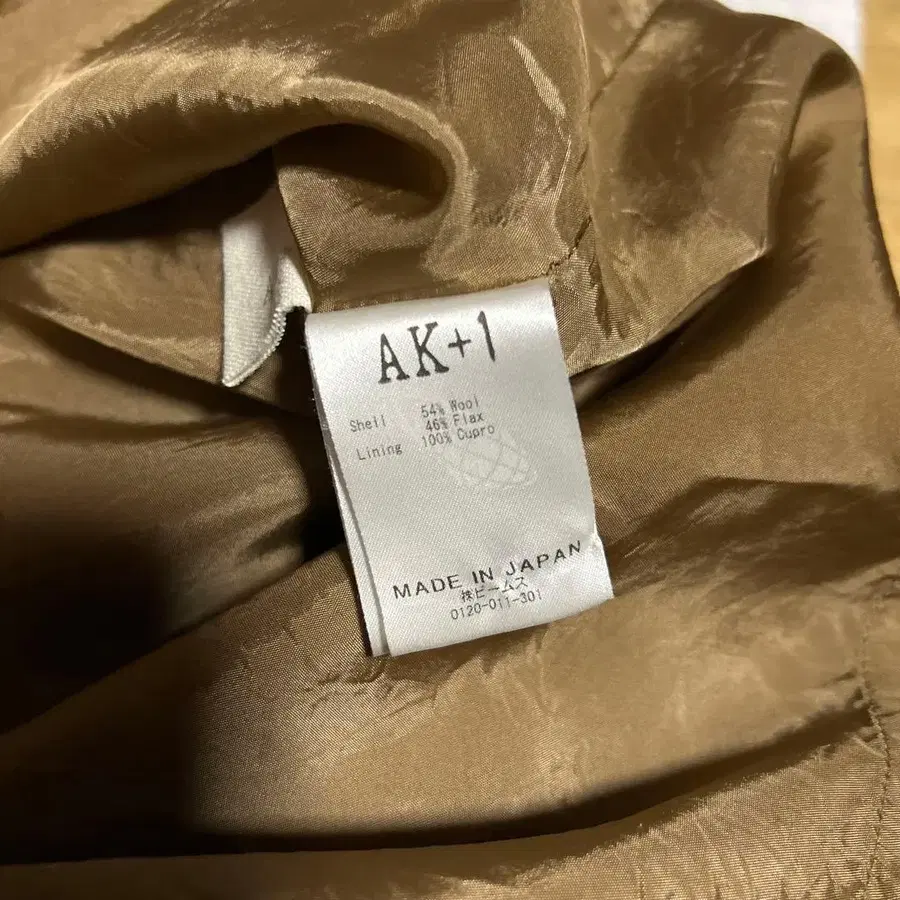 AK+1
Shell 54% Wool
46% Flax
Lining 100% Cupro
MADE IN JAPAN
㈱ビームス
0120-011-301